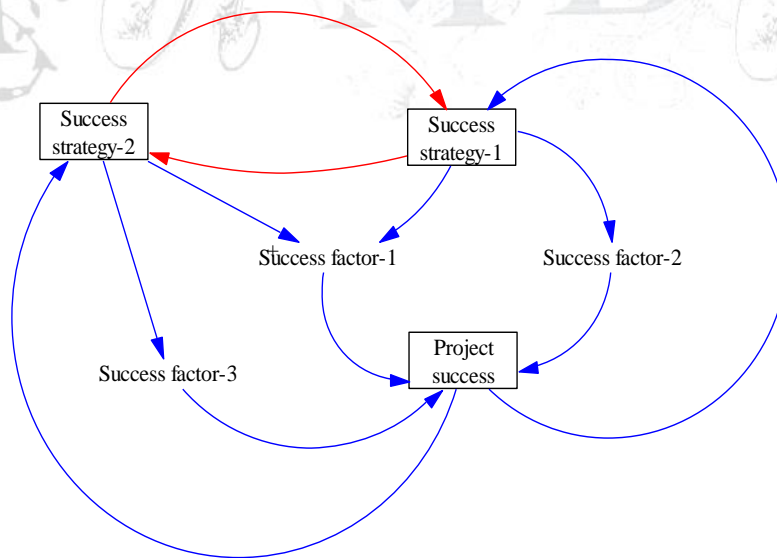 Success
strategy-2
Success
strategy-1
+
Success factor-1
Success factor-2
Project
success
Success factor-3